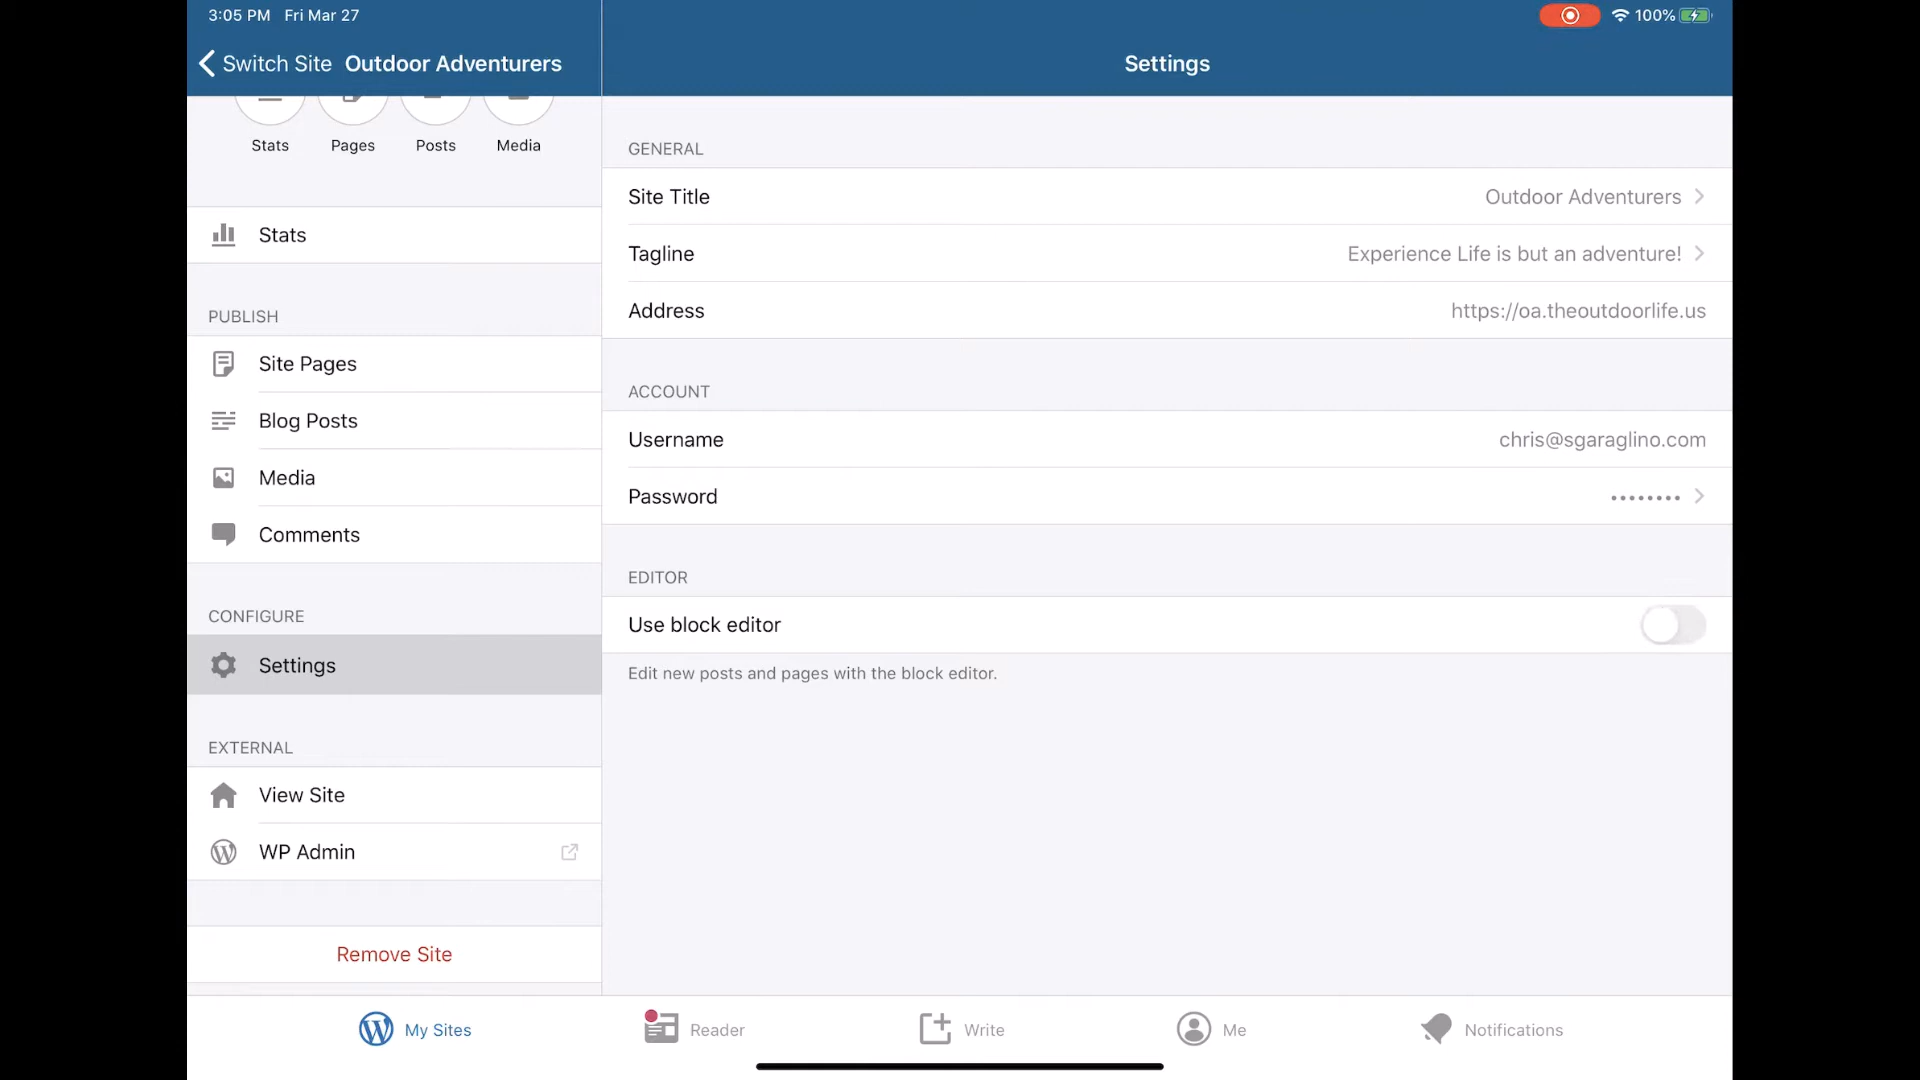 3:05 PM Fri Mar 27
100%
Switch Site Outdoor Adventurers
Settings
Stats Pages Posts Media
Stats
PUBLISH
Site Pages
Blog Posts
Media
Comments
CONFIGURE
Settings
EXTERNAL
View Site
WP Admin
Remove Site
GENERAL
Site Title Outdoor Adventurers
Tagline Experience Life is but an adventure!
Address https://oa.theoutdoorlife.us
ACCOUNT
Username chris@sgaraglino.com
Password ••••••••
EDITOR
Use block editor
Edit new posts and pages with the block editor.
My Sites Reader Write Me Notifications